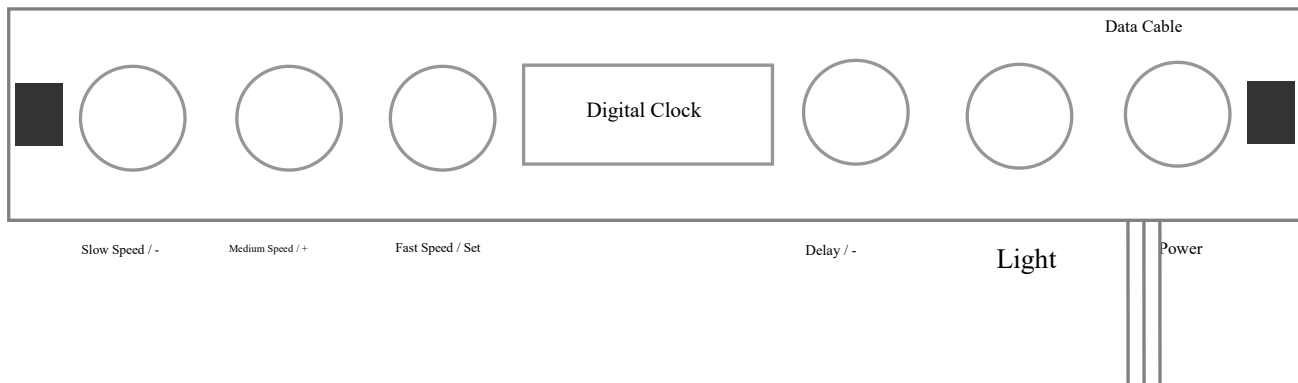 Data Cable
Digital Clock
Slow Speed / -
Medium Speed / +
Fast Speed / Set
Delay / -
Light
Power